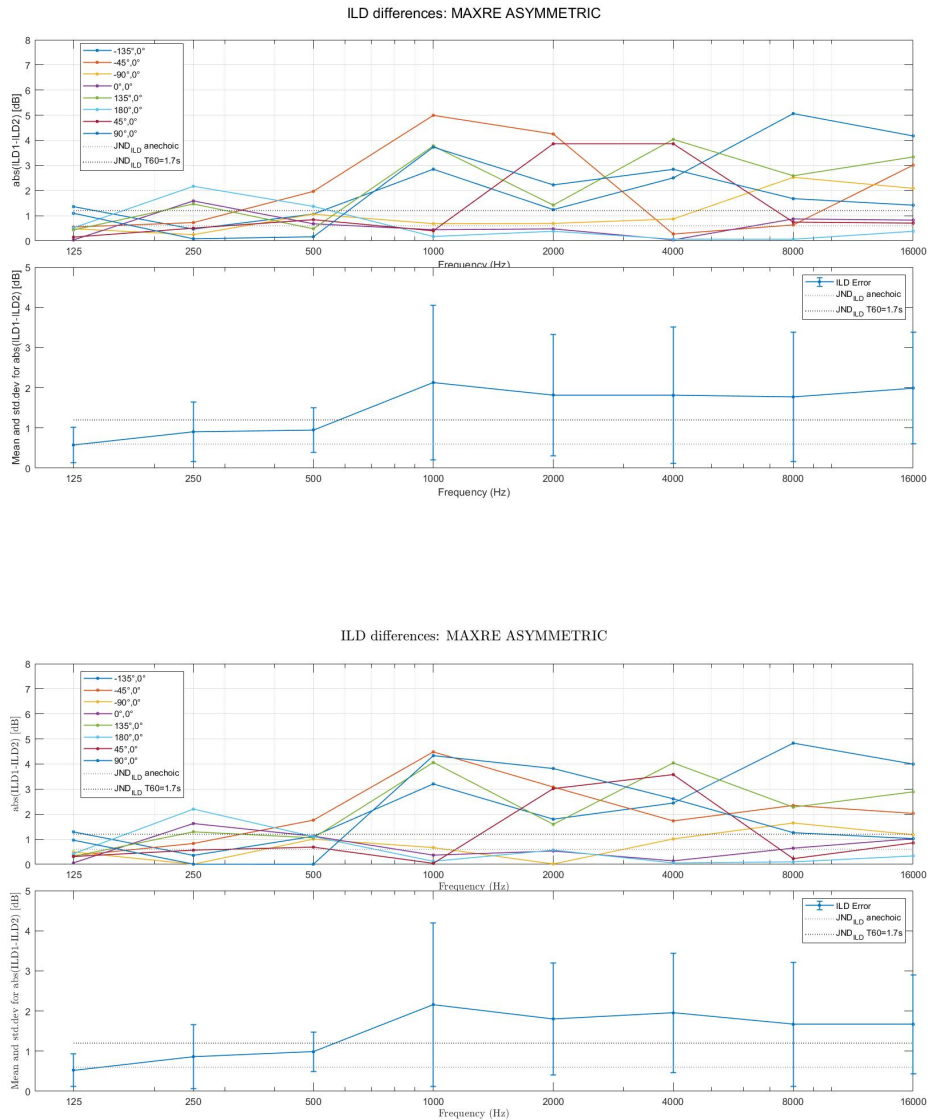 ILD differences: MAXRE ASYMMETRIC
abs(ILD1-ILD2) [dB]
8
7
6
5
4
3
2
1
0
-135°,0°
-45°,0°
-90°,0°
0°,0°
135°,0°
180°,0°
45°,0°
90°,0°
JND_ILD anechoic
JND_ILD T60=1.7s
125 250 500 1000 2000 4000 8000 16000
Frequency (Hz)
Mean and std.dev for abs(ILD1-ILD2) [dB]
5
4
3
2
1
0
ILD Error
JND_ILD anechoic
JND_ILD T60=1.7s
125 250 500 1000 2000 4000 8000 16000
Frequency (Hz)
ILD differences: MAXRE ASYMMETRIC
abs(ILD1-ILD2) [dB]
8
7
6
5
4
3
2
1
0
-135°,0°
-45°,0°
-90°,0°
0°,0°
135°,0°
180°,0°
45°,0°
90°,0°
JND_ILD anechoic
JND_ILD T60=1.7s
125 250 500 1000 2000 4000 8000 16000
Frequency (Hz)
Mean and std.dev for abs(ILD1-ILD2) [dB]
5
4
3
2
1
0
ILD Error
JND_ILD anechoic
JND_ILD T60=1.7s
125 250 500 1000 2000 4000 8000 16000
Frequency (Hz)